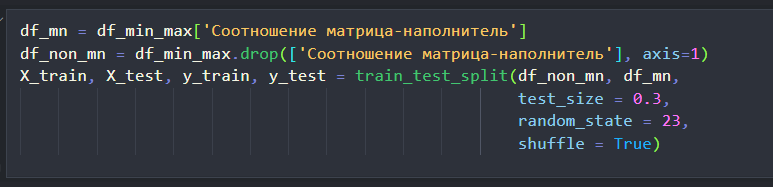 df_mn = df_min_max['Соотношение матрица-наполнитель']
df_non_mn = df_min_max.drop(['Соотношение матрица-наполнитель'], axis=1)
X_train, X_test, y_train, y_test = train_test_split(df_non_mn, df_mn,
test_size = 0.3,
random_state = 23,
shuffle = True)